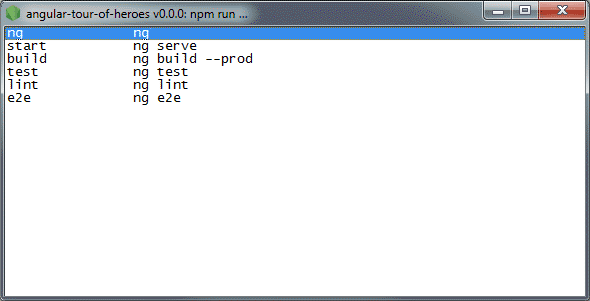 angular-tour-of-heroes v0.0.0: npm run ...
ng ng
start ng serve
build ng build --prod
test ng test
lint ng lint
e2e ng e2e